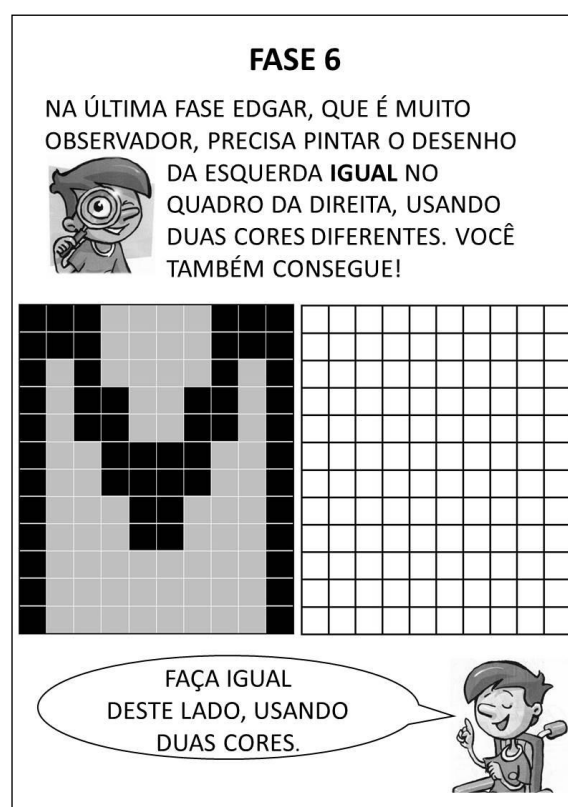 FASE 6
NA ÚLTIMA FASE EDGAR, QUE É MUITO
OBSERVADOR, PRECISA PINTAR O DESENHO
DA ESQUERDA IGUAL NO
QUADRO DA DIREITA, USANDO
DUAS CORES DIFERENTES. VOCÊ
TAMBÉM CONSEGUE!
FAÇA IGUAL
DESTE LADO, USANDO
DUAS CORES.